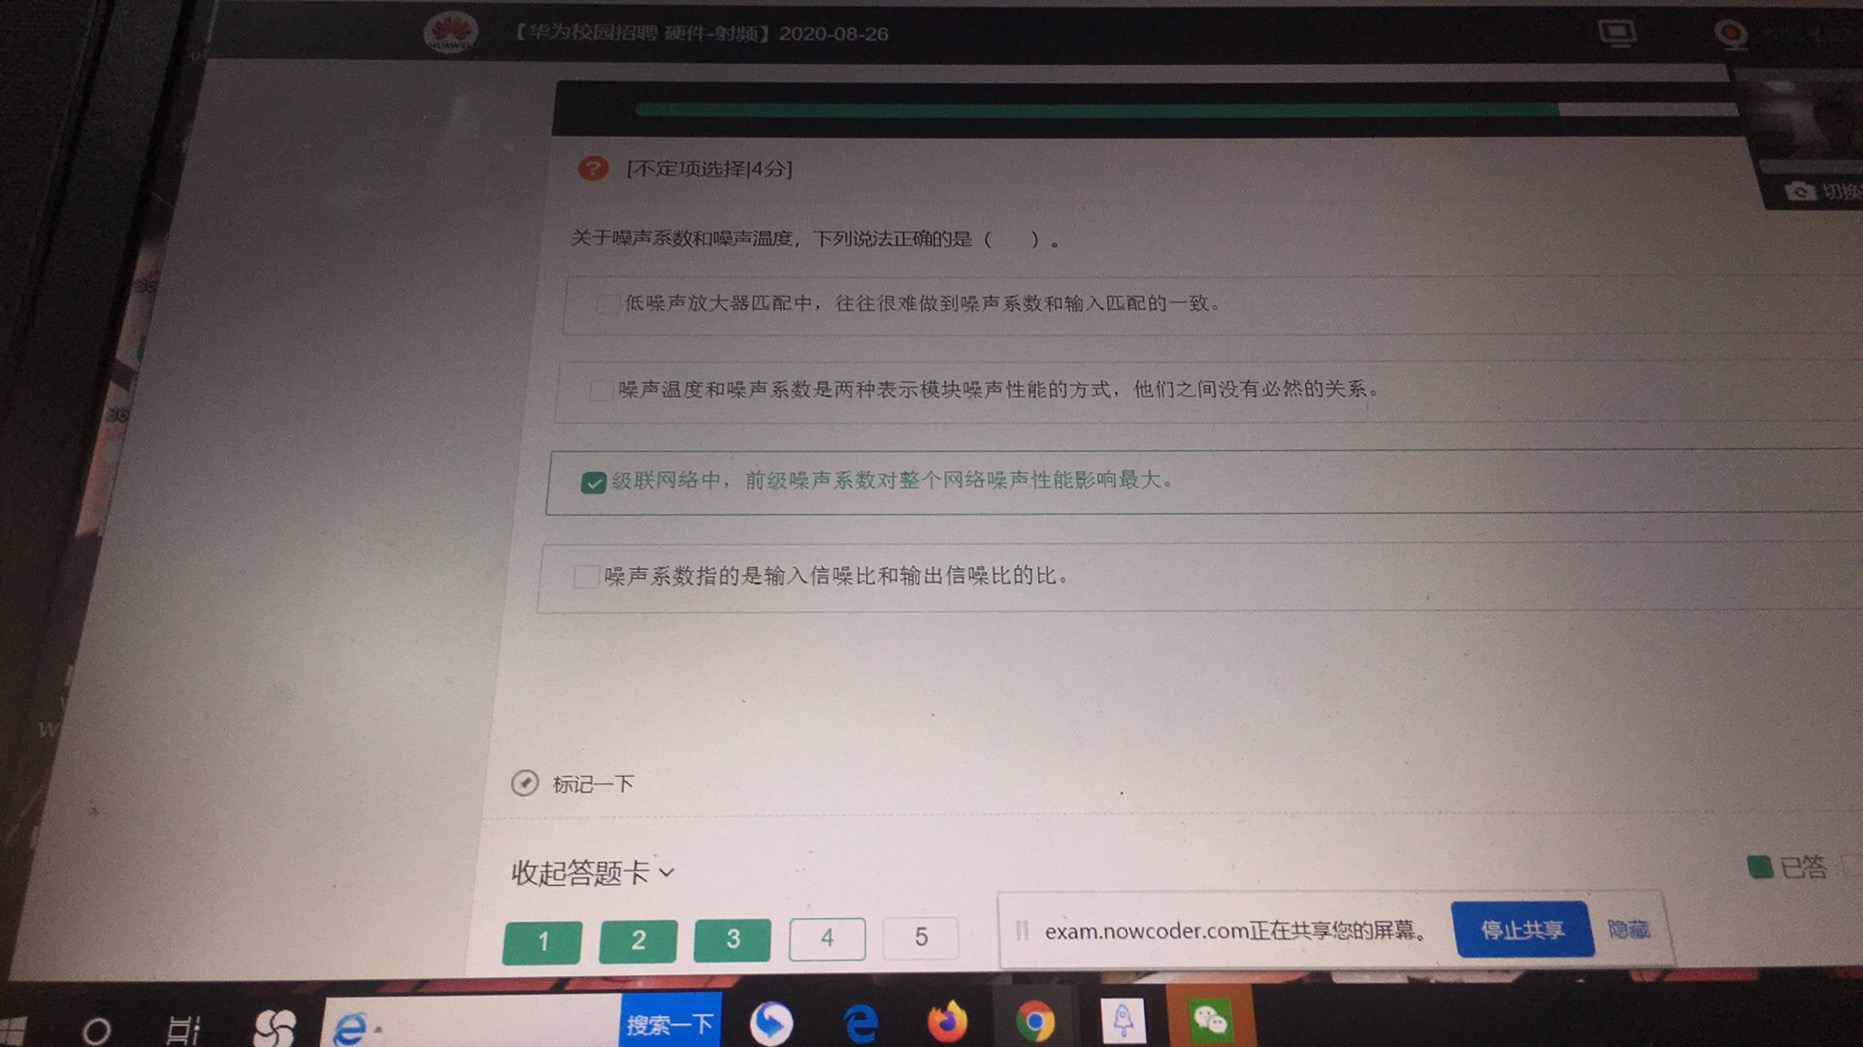 HUAWEI
【华为校园招聘 硬件-射频】2020-08-26
切换
[不定项选择|4分]
关于噪声系数和噪声温度，下列说法正确的是（ ）。
低噪声放大器匹配中，往往很难做到噪声系数和输入匹配的一致。
噪声温度和噪声系数是两种表示模块噪声性能的方式，他们之间没有必然的关系。
级联网络中，前级噪声系数对整个网络噪声性能影响最大。
噪声系数指的是输入信噪比和输出信噪比的比。
标记一下
收起答题卡
已答
1 2 3 4 5
exam.nowcoder.com正在共享您的屏幕。 停止共享 隐藏
搜索一下